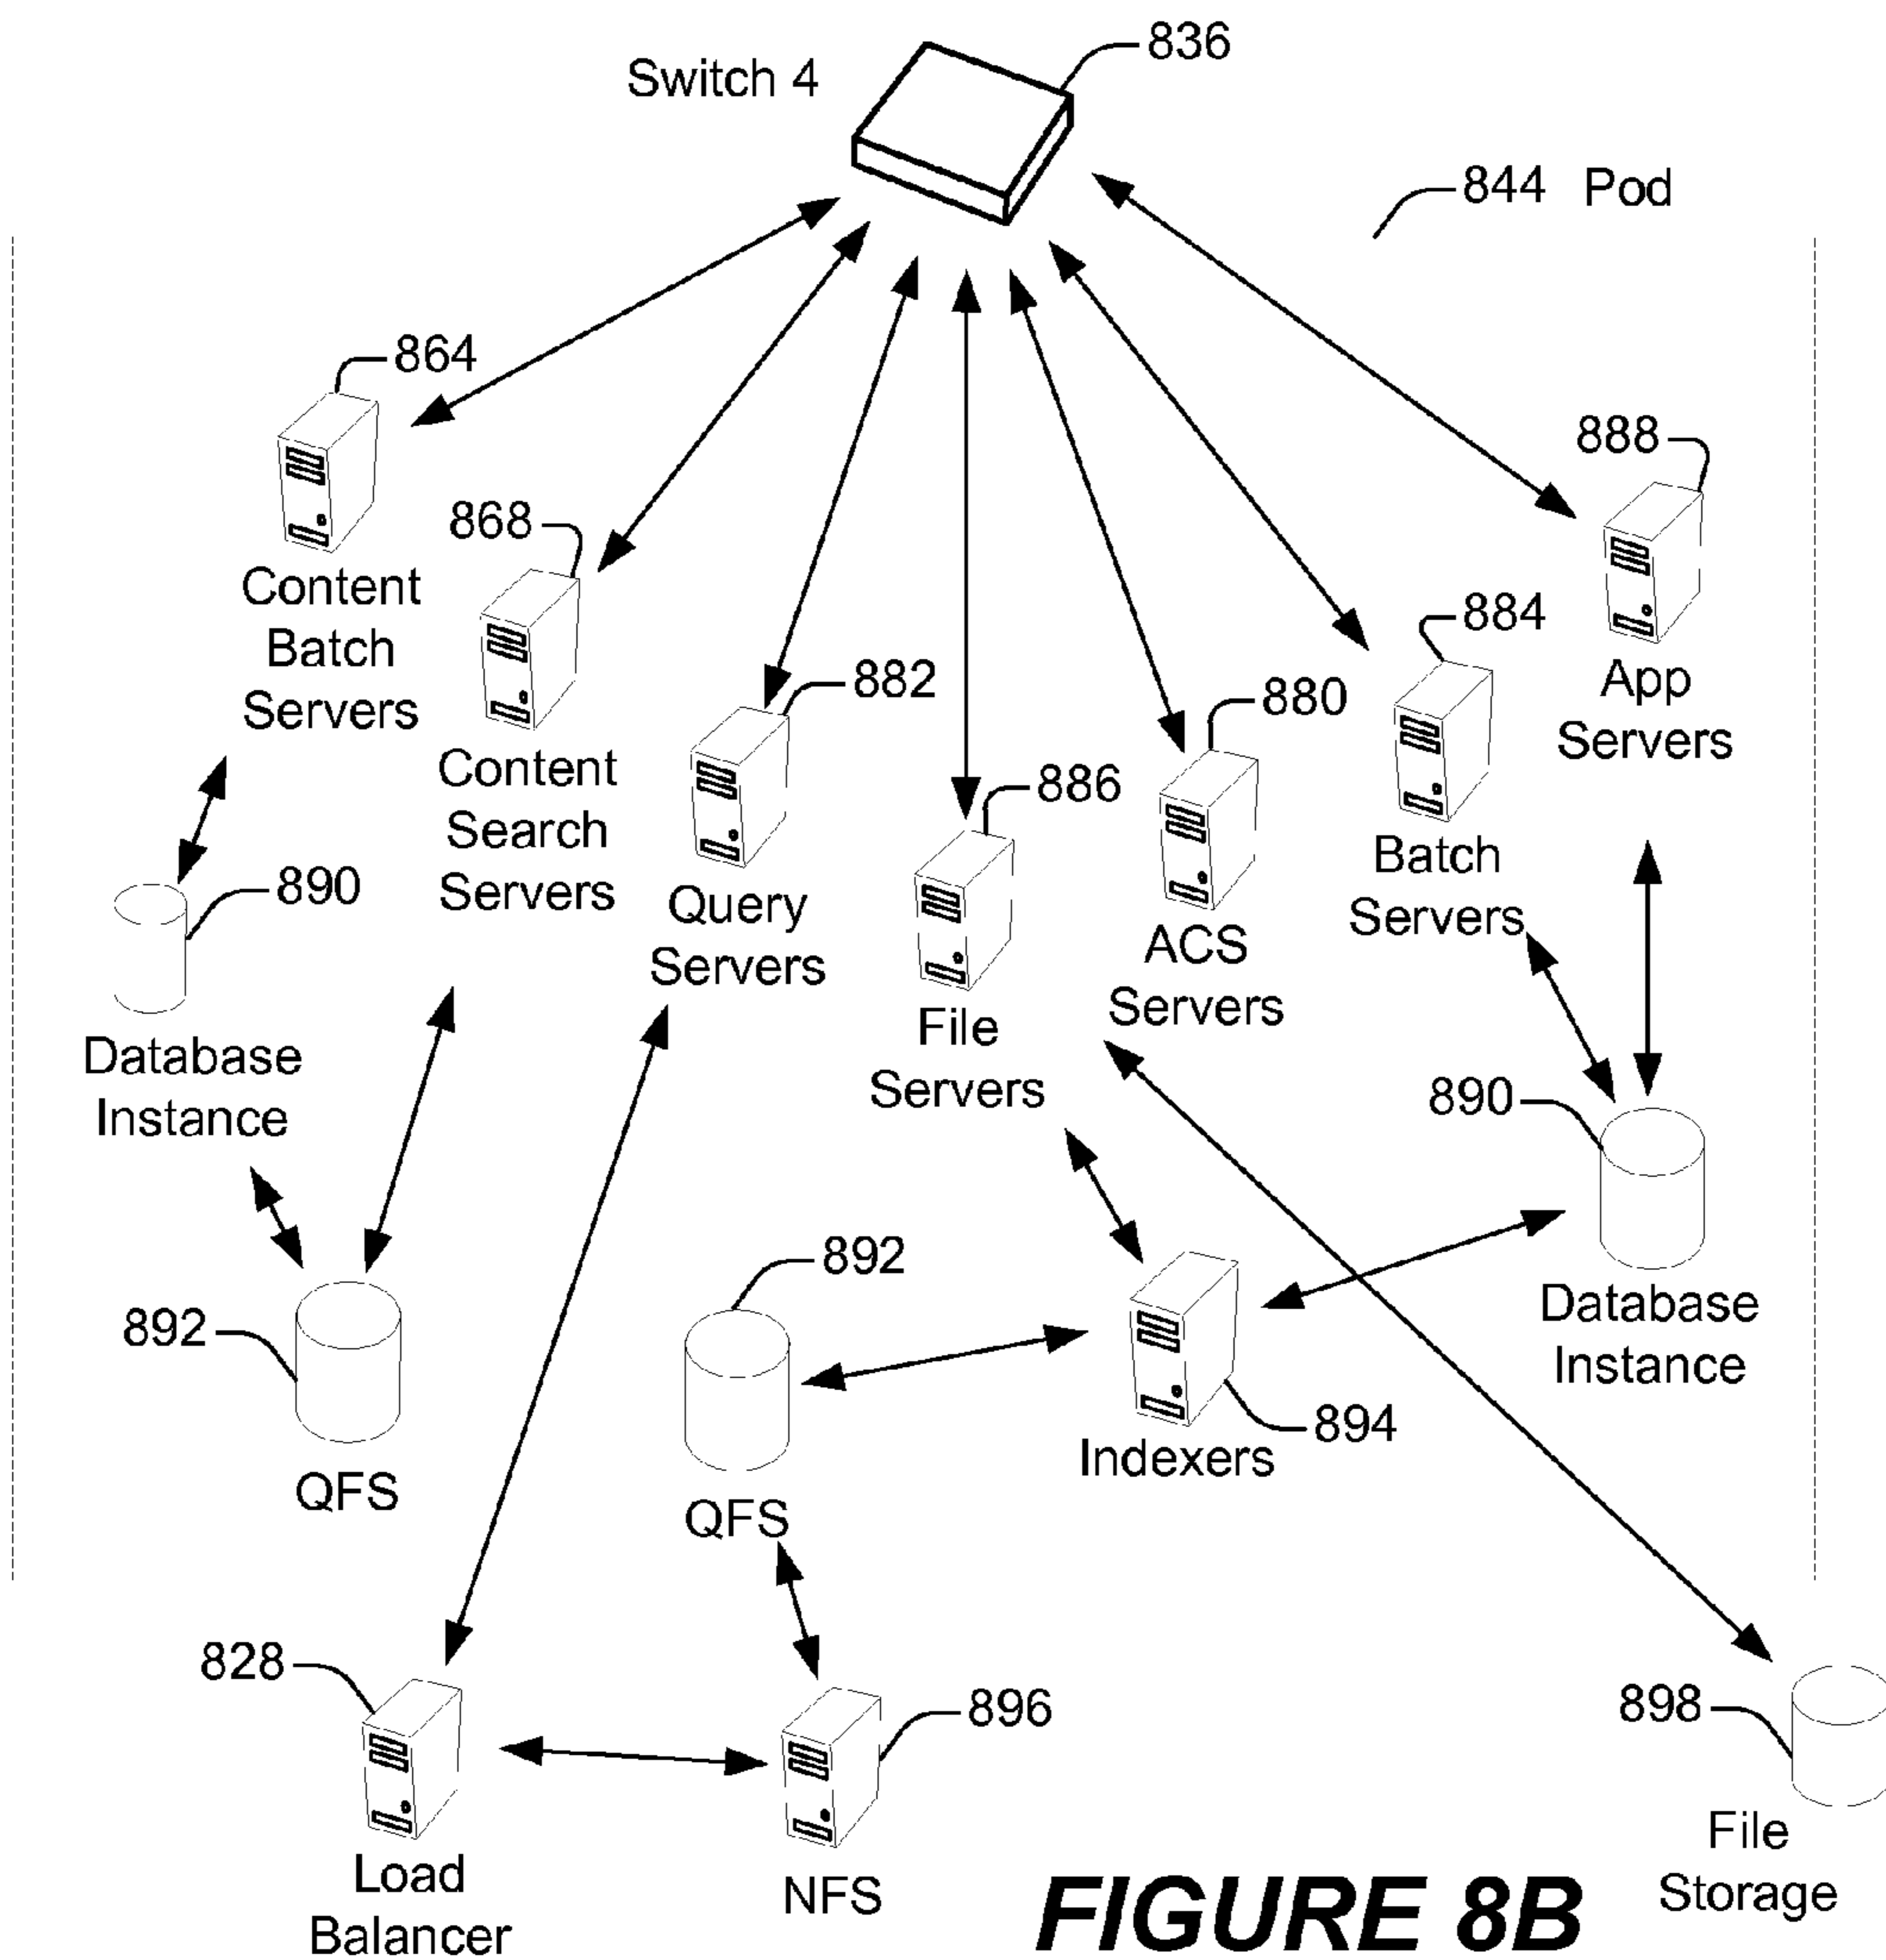 Switch 4
836
844 Pod
864
Content
Batch
Servers
868
Content
Search
Servers
882
Query
Servers
886
File
Servers
880
ACS
Servers
884
Batch
Servers
888
App
Servers
890
Database
Instance
890
Database
Instance
892
QFS
892
QFS
894
Indexers
828
Load
Balancer
896
NFS
898
File
Storage
FIGURE 8B